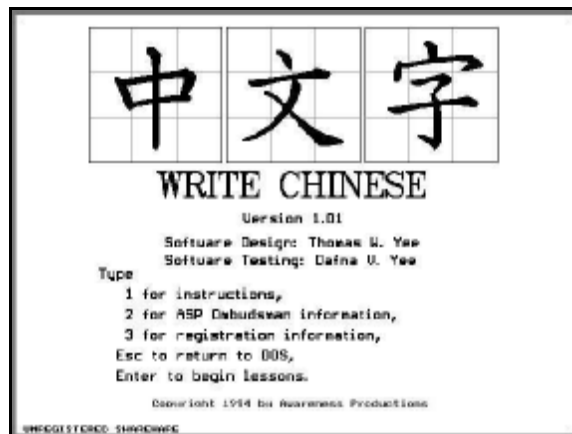 中文字
WRITE CHINESE
Version 1.01
Software Design: Thomas W. Yee
Software Testing: Dafna V. Yee
Type
1 for instructions,
2 for ASP Ombudsman information,
3 for registration information,
Esc to return to DOS,
Enter to begin lessons.
Copyright 1994 by Awareness Productions
UNREGISTERED SHAREWARE